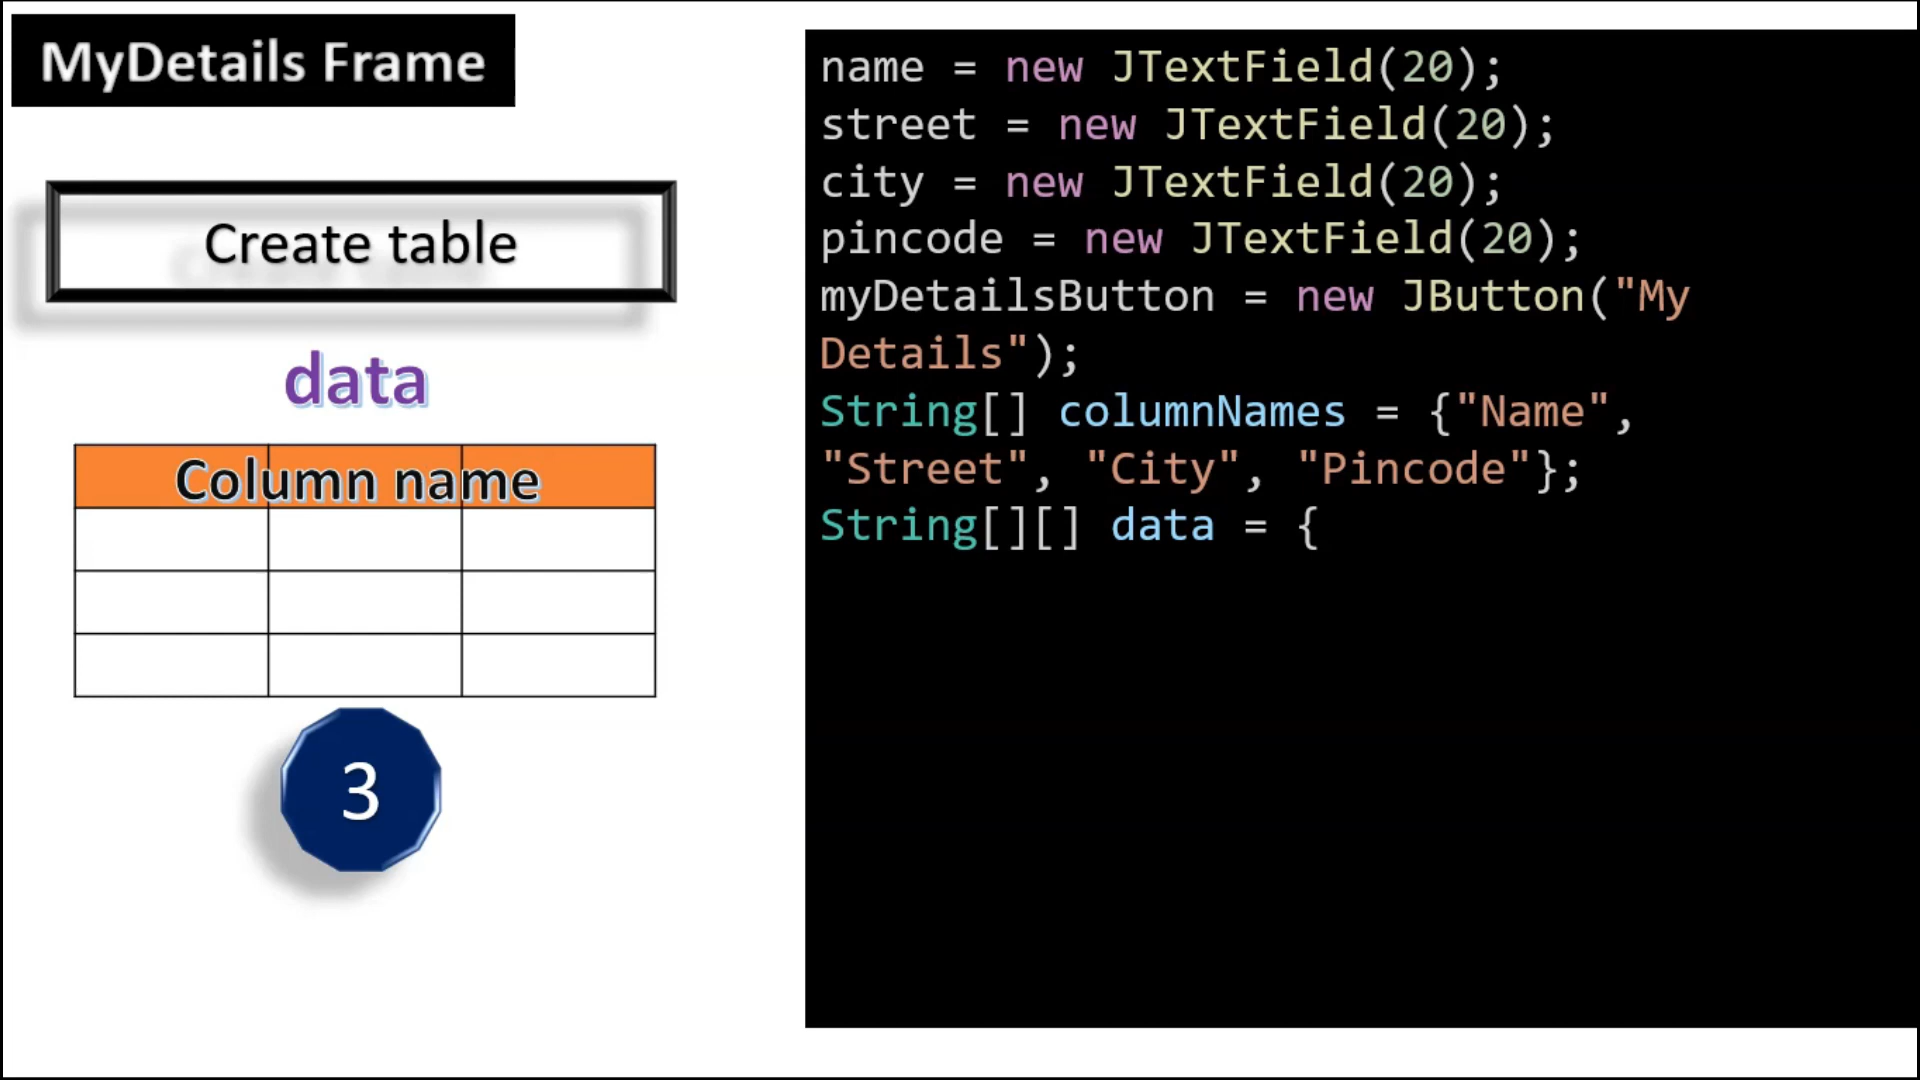 MyDetails Frame
Create table
data
Column name
3
name = new JTextField(20);
street = new JTextField(20);
city = new JTextField(20);
pincode = new JTextField(20);
myDetailsButton = new JButton("My
Details");
String[] columnNames = {"Name",
"Street", "City", "Pincode"};
String[][] data = {